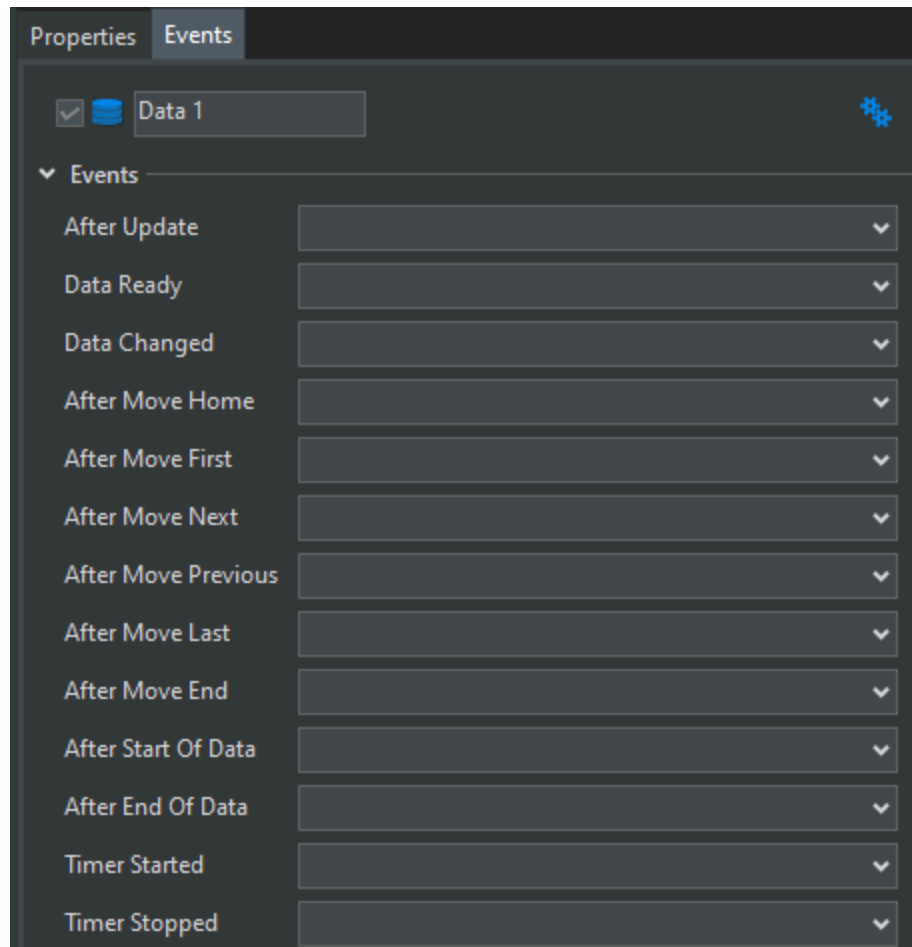 Properties Events
Data 1
Events
After Update
Data Ready
Data Changed
After Move Home
After Move First
After Move Next
After Move Previous
After Move Last
After Move End
After Start Of Data
After End Of Data
Timer Started
Timer Stopped